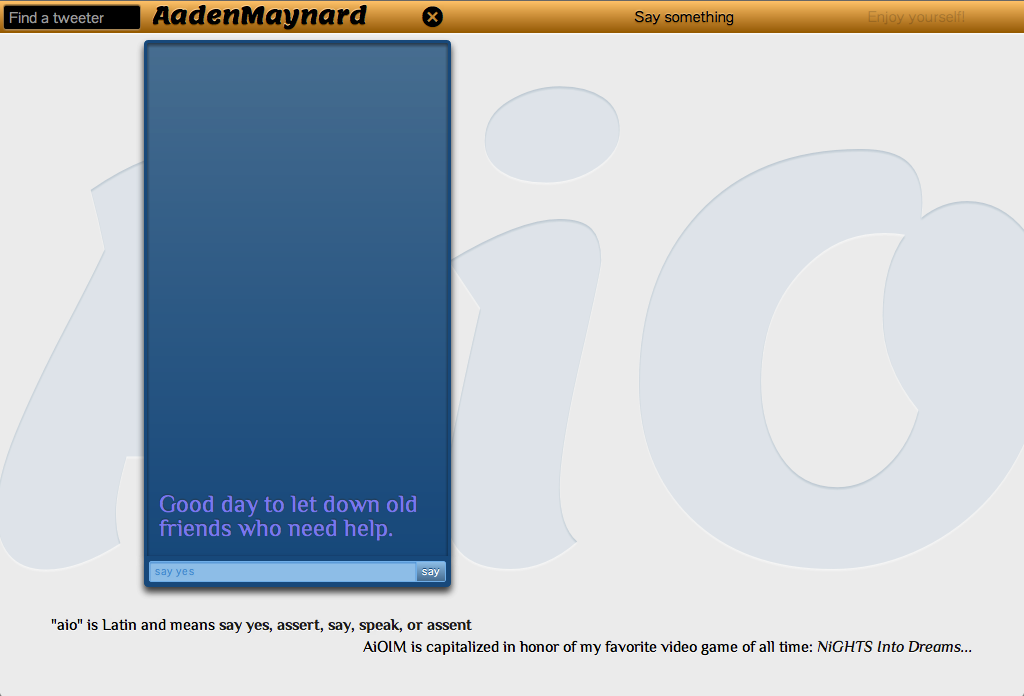 Find a tweeter AadenMaynard Say something Enjoy yourself!
Aio
Good day to let down old
friends who need help.
say yes say
"aio" is Latin and means say yes, assert, say, speak, or assent
AiOlM is capitalized in honor of my favorite video game of all time: NiGHTS Into Dreams...